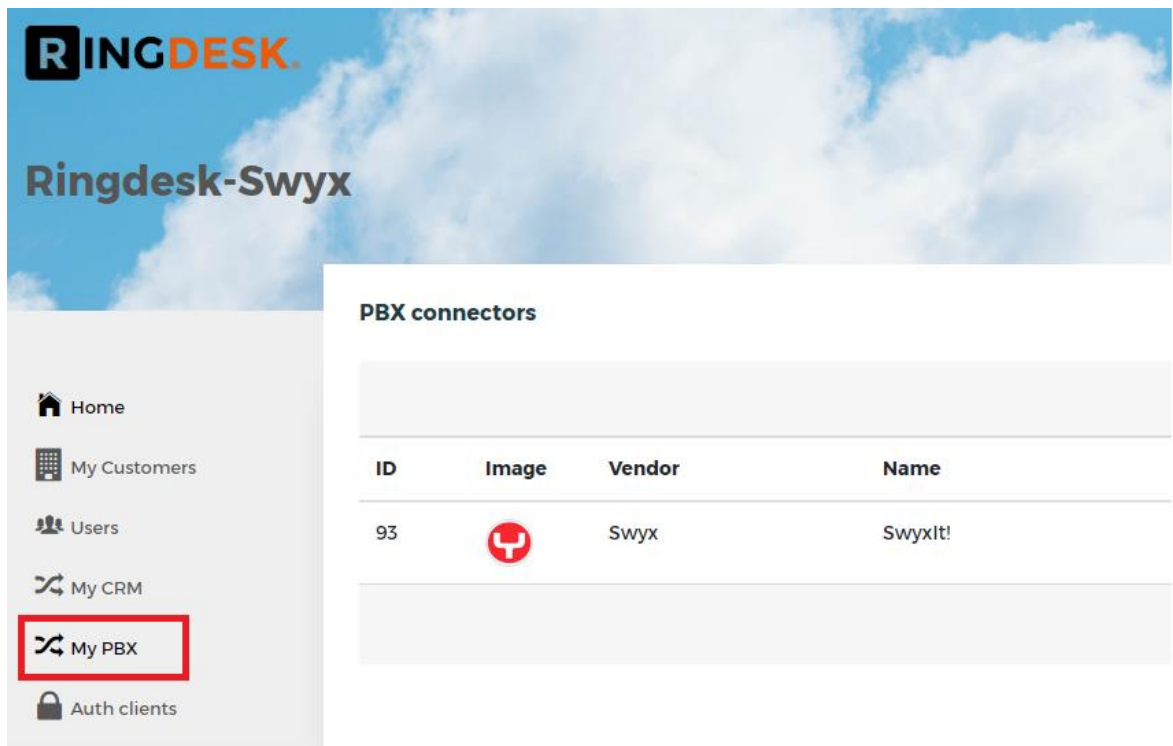 RINGDESK.
Ringdesk-Swyx
PBX connectors
Home
My Customers
Users
My CRM
My PBX
Auth clients
ID Image Vendor Name
93 Swyx SwyxIt!